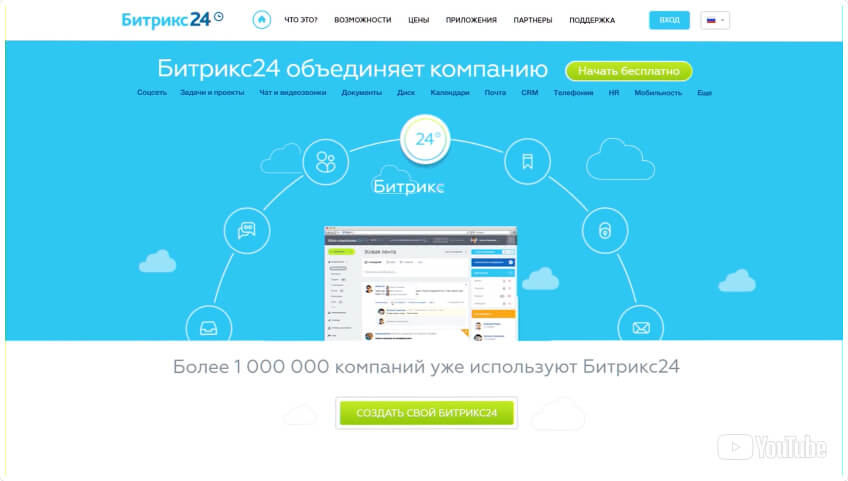 Битрикс24
ЧТО ЭТО? ВОЗМОЖНОСТИ ЦЕНЫ ПРИЛОЖЕНИЯ ПАРТНЕРЫ ПОДДЕРЖКА ВХОД
Битрикс24 объединяет компанию Начать бесплатно
Соцсеть Задачи и проекты Чат и видеозвонки Документы Диск Календари Почта CRM Телефония HR Мобильность Еще
24
Битрикс
Живая лента
Более 1 000 000 компаний уже используют Битрикс24
СОЗДАТЬ СВОЙ БИТРИКС24
YouTube